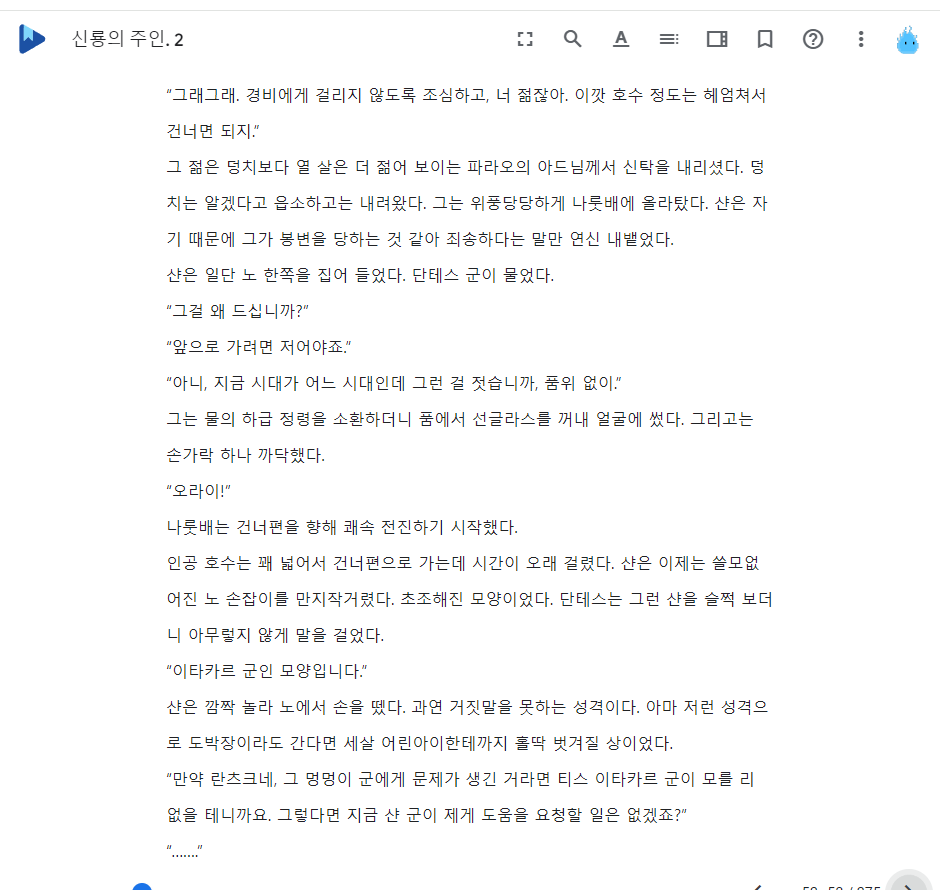 신룡의 주인. 2
"그래그래. 경비에게 걸리지 않도록 조심하고, 너 젊잖아. 이깟 호수 정도는 헤엄쳐서
건너면 되지."
그 젊은 덩치보다 열 살은 더 젊어 보이는 파라오의 아드님께서 신탁을 내리셨다. 덩
치는 알겠다고 읍소하고는 내려왔다. 그는 위풍당당하게 나룻배에 올라탔다. 샨은 자
기 때문에 그가 봉변을 당하는 것 같아 죄송하다는 말만 연신 내뱉었다.
샨은 일단 노 한쪽을 집어 들었다. 단테스 군이 물었다.
"그걸 왜 드십니까?"
"앞으로 가려면 저어야죠."
"아니, 지금 시대가 어느 시대인데 그런 걸 젓습니까, 품위 없이."
그는 물의 하급 정령을 소환하더니 품에서 선글라스를 꺼내 얼굴에 썼다. 그리고는
손가락 하나 까닥했다.
"오라이!"
나룻배는 건너편을 향해 쾌속 전진하기 시작했다.
인공 호수는 꽤 넓어서 건너편으로 가는데 시간이 오래 걸렸다. 샨은 이제는 쓸모없
어진 노 손잡이를 만지작거렸다. 초조해진 모양이었다. 단테스는 그런 샨을 슬쩍 보더
니 아무렇지 않게 말을 걸었다.
"이타카르 군인 모양입니다."
샨은 깜짝 놀라 노에서 손을 뗐다. 과연 거짓말을 못하는 성격이다. 아마 저런 성격으
로 도박장이라도 간다면 세살 어린아이한테까지 홀딱 벗겨질 상이었다.
"만약 란츠크네, 그 멍멍이 군에게 문제가 생긴 거라면 티스 이타카르 군이 모를 리
없을 테니까요. 그렇다면 지금 샨 군이 제게 도움을 요청할 일은 없겠죠?"
"……."